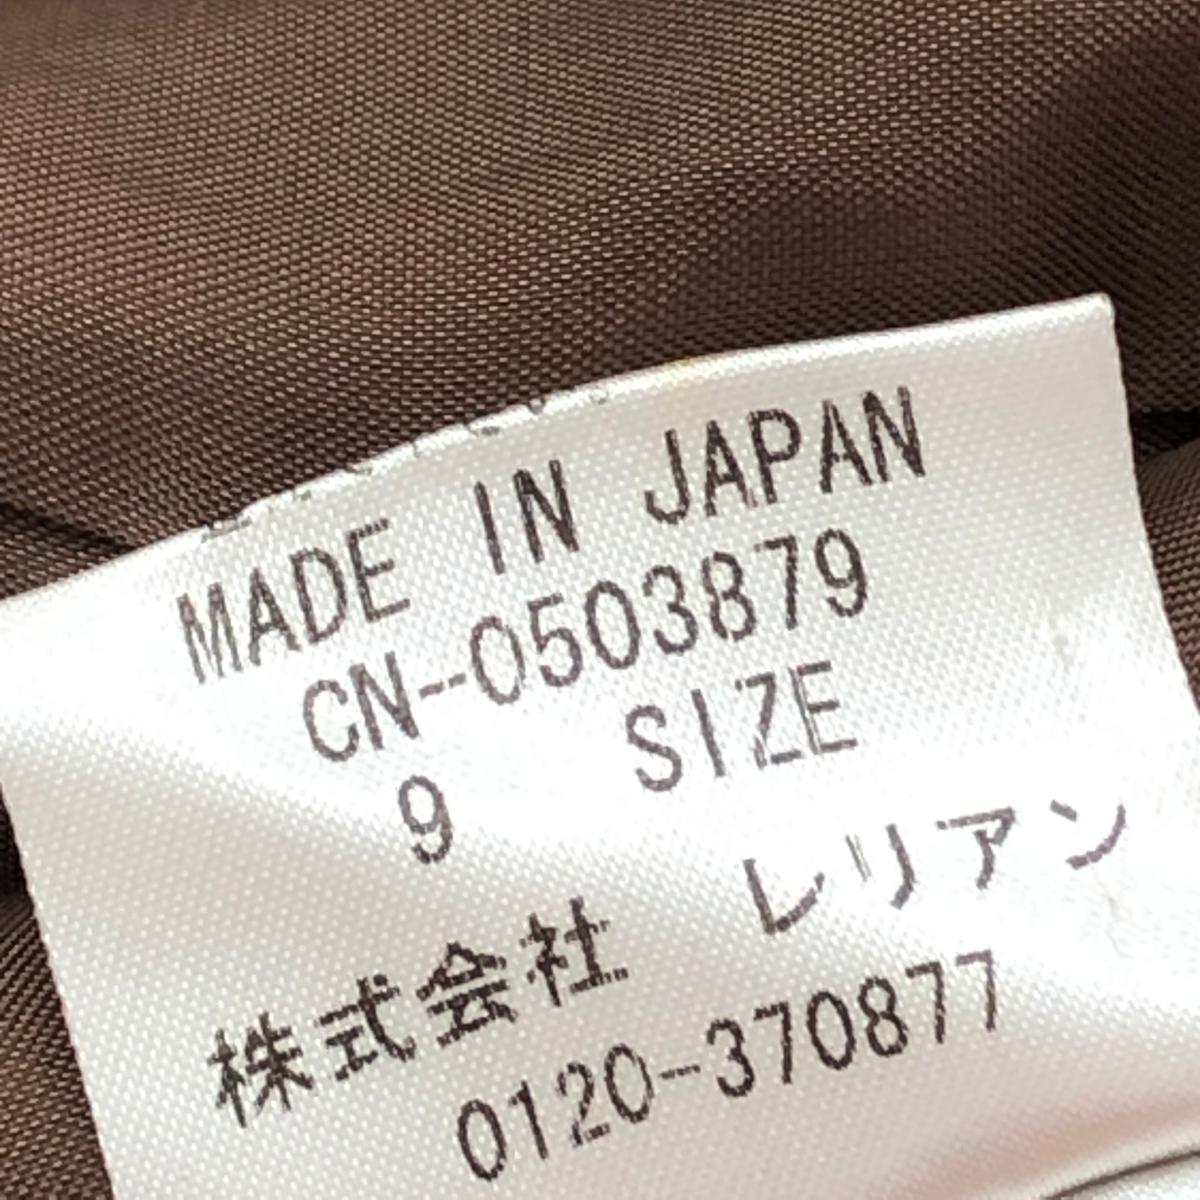 MADE IN JAPAN
CN-0503879
9 SIZE
株式会社 レリアン
0120-370877